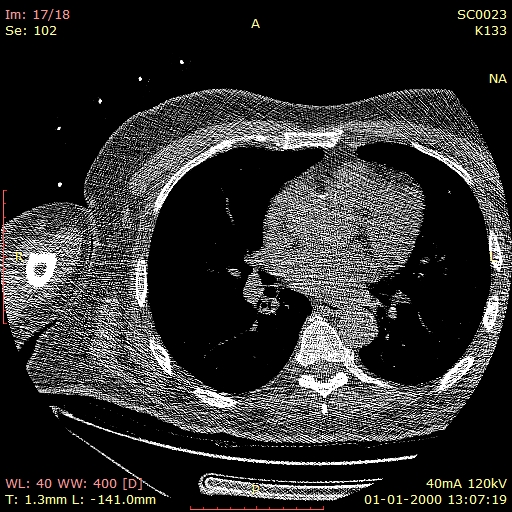 Im: 17/18
Se: 102
A
SC0023
K133
NA
R
L
P
WL: 40 WW: 400 [D]
T: 1.3mm L: -141.0mm
40mA 120kV
01-01-2000 13:07:19